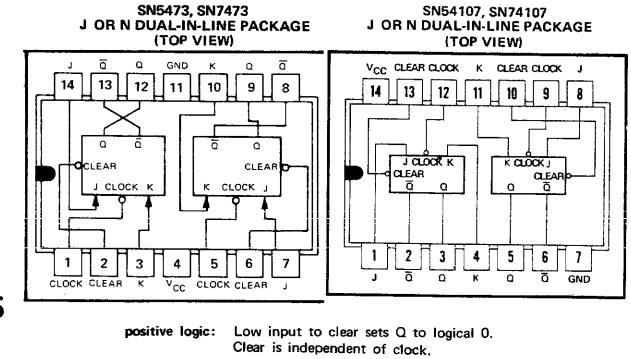 SN5473, SN7473
J OR N DUAL-IN-LINE PACKAGE
(TOP VIEW)
J Q̅ Q GND K Q Q̅
14 13 12 11 10 9 8
Q Q̅ Q̅ Q
CLEAR CLEAR
J CLOCK K K CLOCK J
1 2 3 4 5 6 7
CLOCK CLEAR K VCC CLOCK CLEAR J
SN54107, SN74107
J OR N DUAL-IN-LINE PACKAGE
(TOP VIEW)
VCC CLEAR CLOCK K CLEAR CLOCK J
14 13 12 11 10 9 8
J CLOCK K K CLOCK J
CLEAR CLEAR
Q̅ Q Q Q̅
1 2 3 4 5 6 7
J Q̅ Q K Q Q̅ GND
5
positive logic: Low input to clear sets Q to logical 0.
Clear is independent of clock,